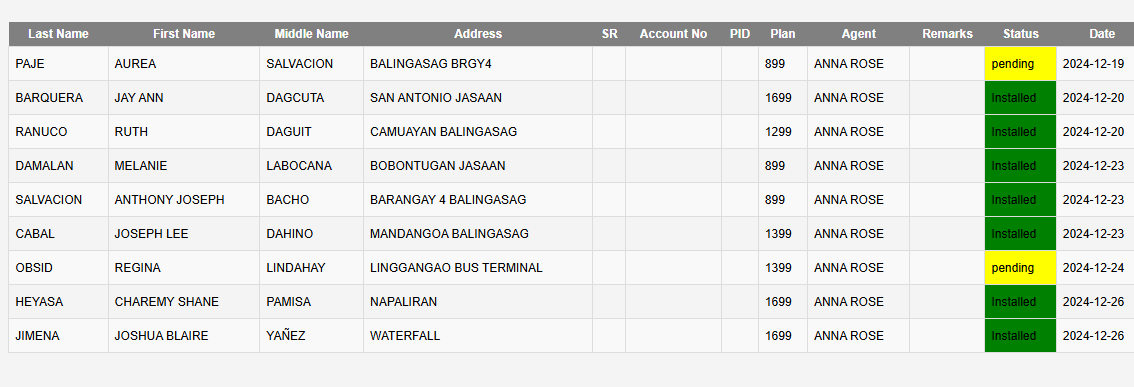 Last Name First Name Middle Name Address SR Account No PID Plan Agent Remarks Status Date
PAJE AUREA SALVACION BALINGASAG BRGY4 899 ANNA ROSE pending 2024-12-19
BARQUERA JAY ANN DAGCUTA SAN ANTONIO JASAAN 1699 ANNA ROSE Installed 2024-12-20
RANUCO RUTH DAGUIT CAMUAYAN BALINGASAG 1299 ANNA ROSE Installed 2024-12-20
DAMALAN MELANIE LABOCANA BOBONTUGAN JASAAN 899 ANNA ROSE Installed 2024-12-23
SALVACION ANTHONY JOSEPH BACHO BARANGAY 4 BALINGASAG 899 ANNA ROSE Installed 2024-12-23
CABAL JOSEPH LEE DAHINO MANDANGOA BALINGASAG 1399 ANNA ROSE Installed 2024-12-23
OBSID REGINA LINDAHAY LINGGANGAO BUS TERMINAL 1399 ANNA ROSE pending 2024-12-24
HEYASA CHAREMY SHANE PAMISA NAPALIRAN 1699 ANNA ROSE Installed 2024-12-26
JIMENA JOSHUA BLAIRE YAÑEZ WATERFALL 1699 ANNA ROSE Installed 2024-12-26